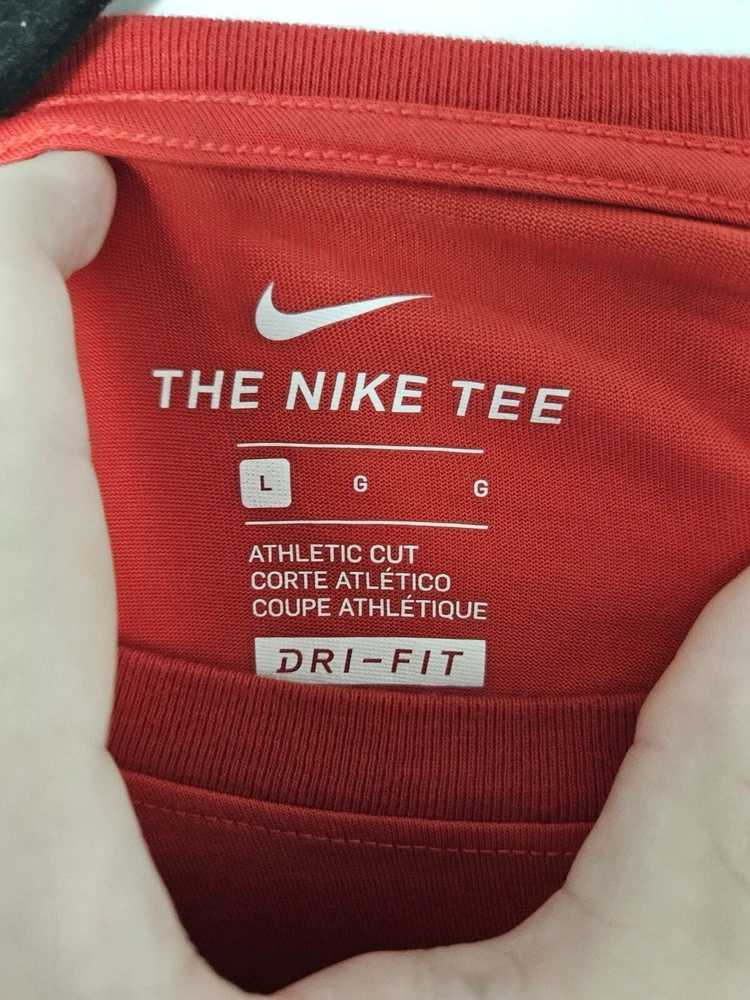 THE NIKE TEE
L G G
ATHLETIC CUT
CORTE ATLÉTICO
COUPE ATHLÉTIQUE
DRI-FIT